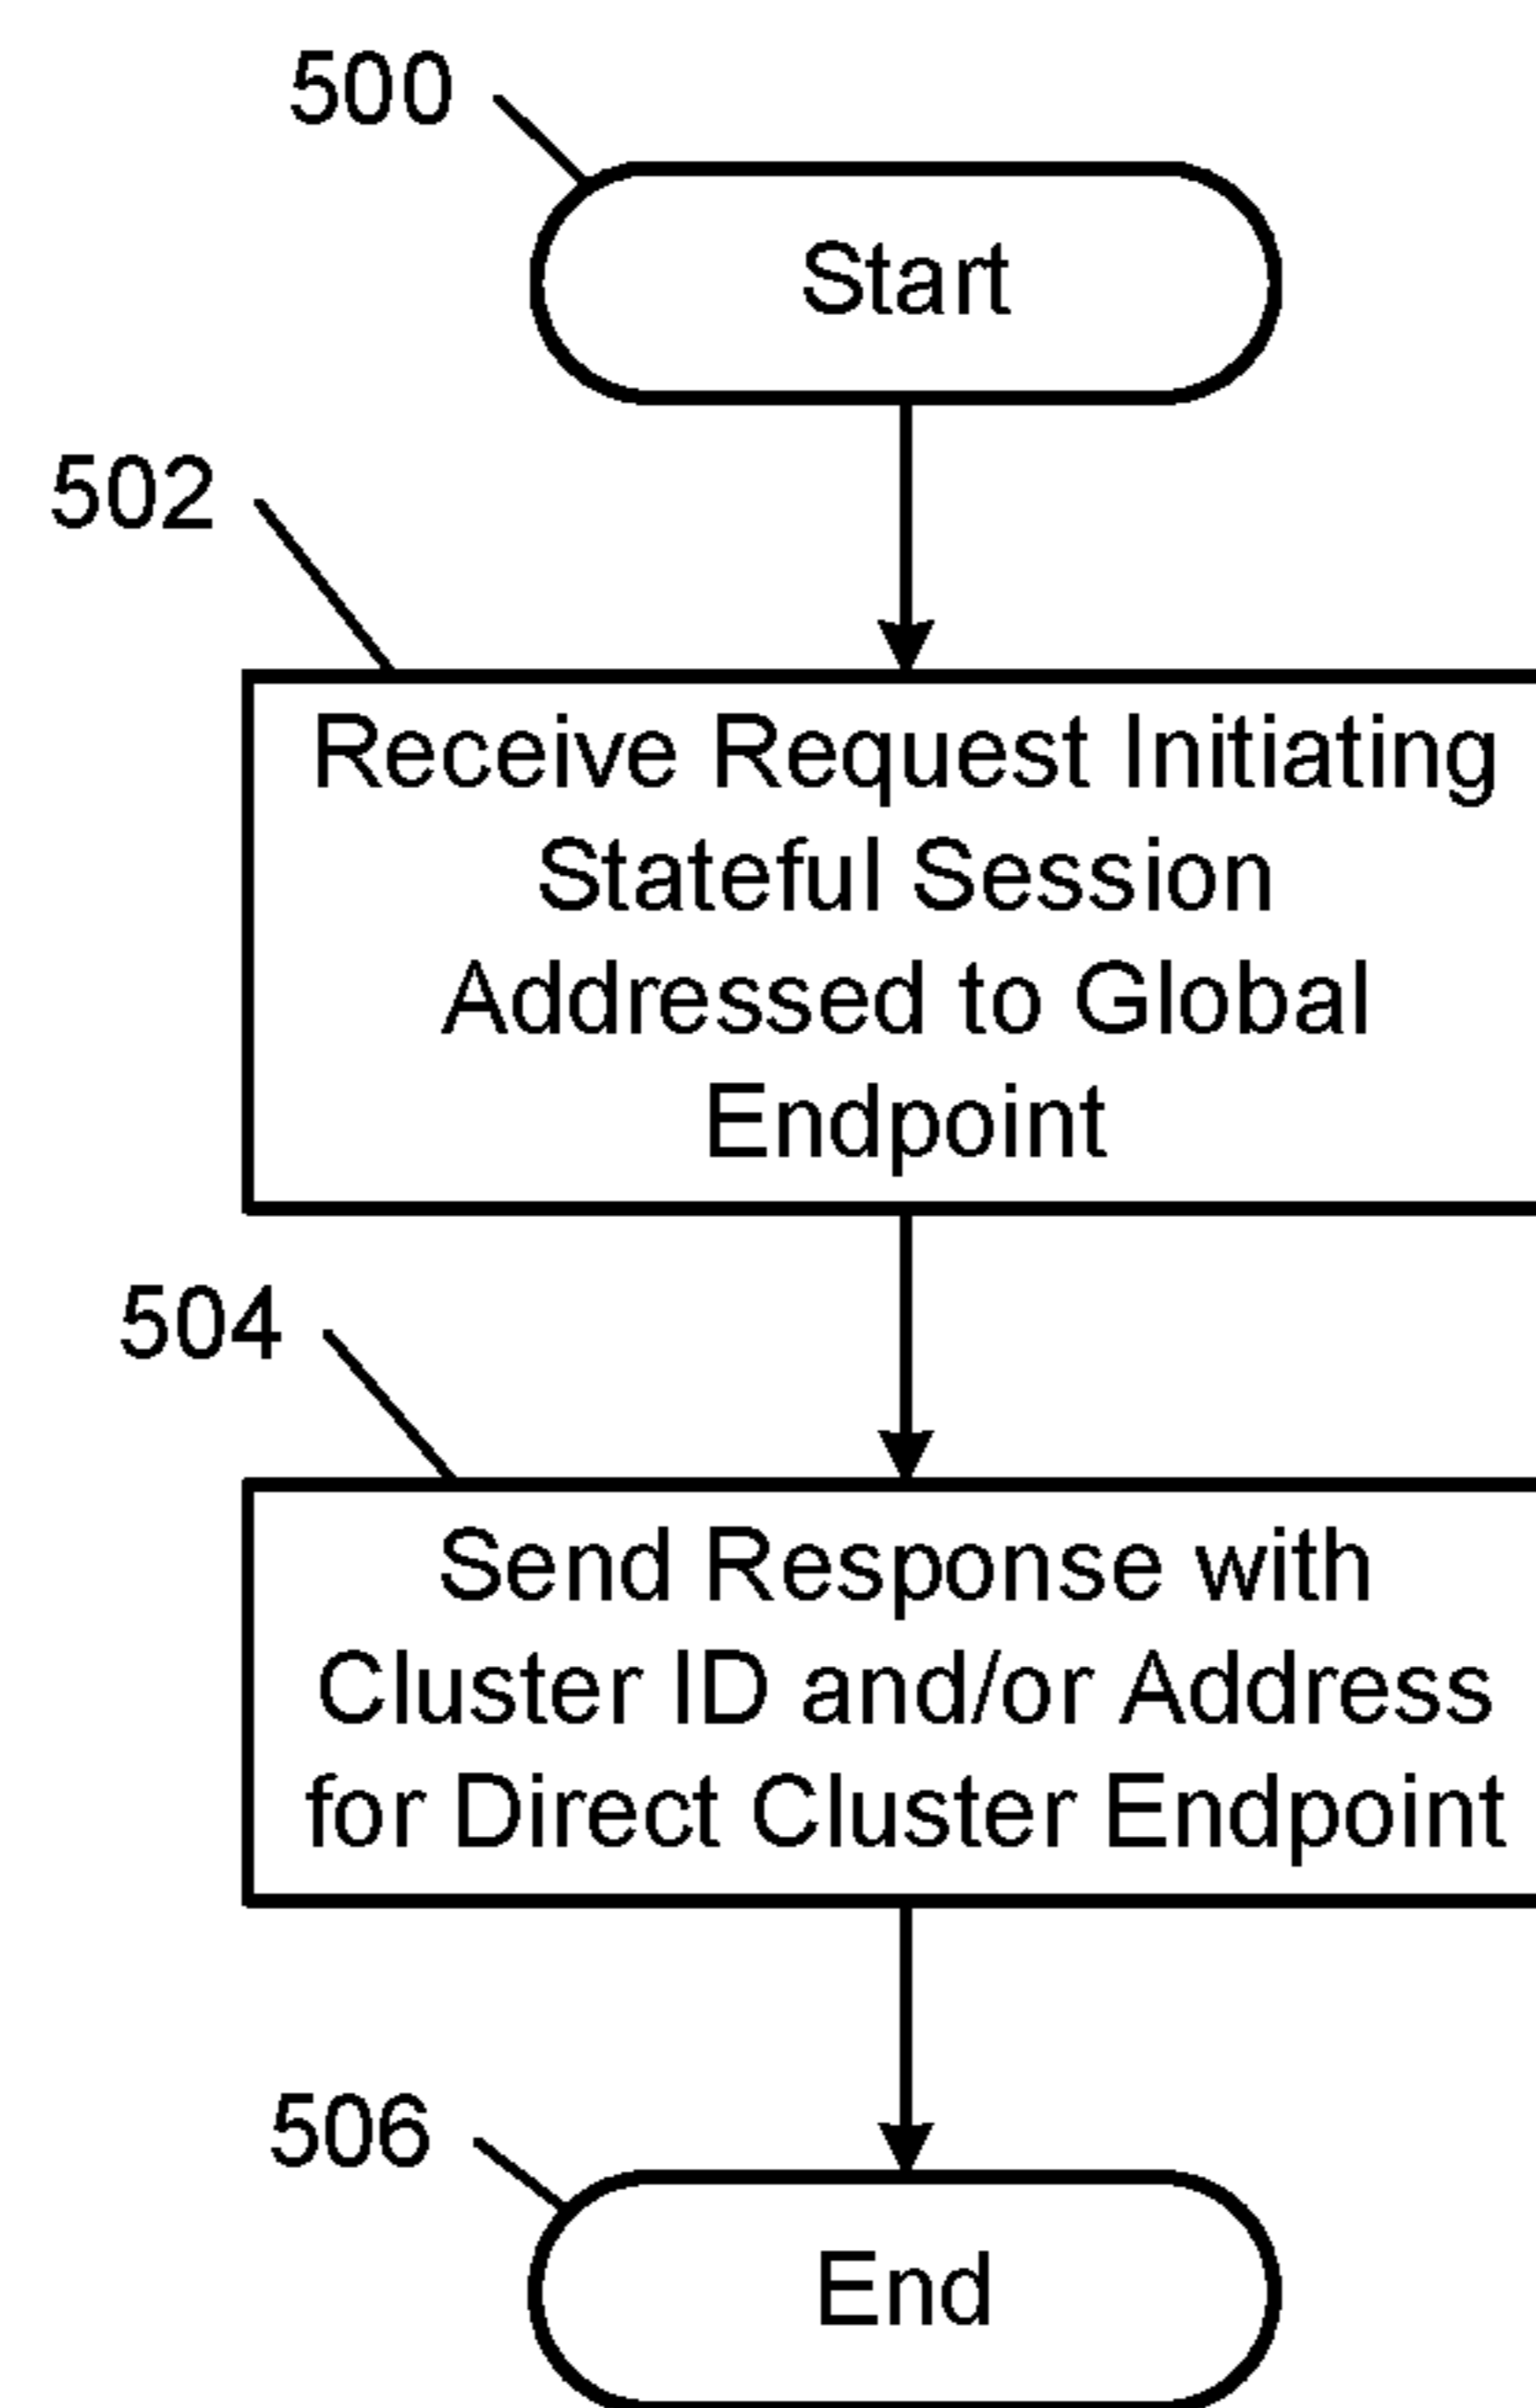 500
Start
502
Receive Request Initiating
Stateful Session
Addressed to Global
Endpoint
504
Send Response with
Cluster ID and/or Address
for Direct Cluster Endpoint
506
End